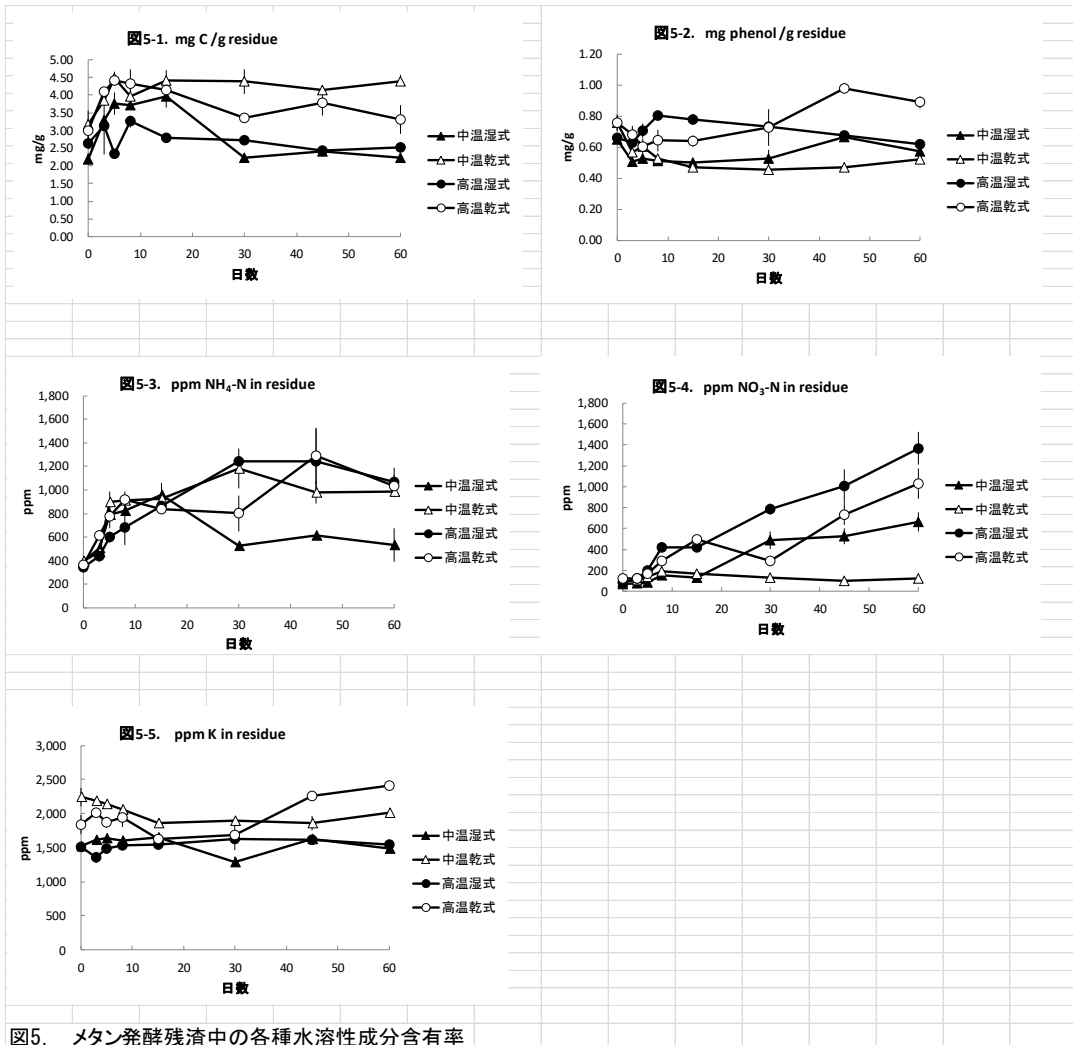 図5-1. mg C /g residue
5.00
4.50
4.00
3.50
3.00
2.50
2.00
1.50
1.00
0.50
0.00
mg/g
0 10 20 30 40 50 60
日数
中温湿式
中温乾式
高温湿式
高温乾式
図5-2. mg phenol /g residue
1.20
1.00
0.80
0.60
0.40
0.20
0.00
mg/g
0 10 20 30 40 50 60
日数
中温湿式
中温乾式
高温湿式
高温乾式
図5-3. ppm NH₄-N in residue
1,800
1,600
1,400
1,200
1,000
800
600
400
200
0
ppm
0 10 20 30 40 50 60
日数
中温湿式
中温乾式
高温湿式
高温乾式
図5-4. ppm NO₃-N in residue
1,800
1,600
1,400
1,200
1,000
800
600
400
200
0
ppm
0 10 20 30 40 50 60
日数
中温湿式
中温乾式
高温湿式
高温乾式
図5-5. ppm K in residue
3,000
2,500
2,000
1,500
1,000
500
0
ppm
0 10 20 30 40 50 60
日数
中温湿式
中温乾式
高温湿式
高温乾式
図5. メタン発酵残渣中の各種水溶性成分含有率